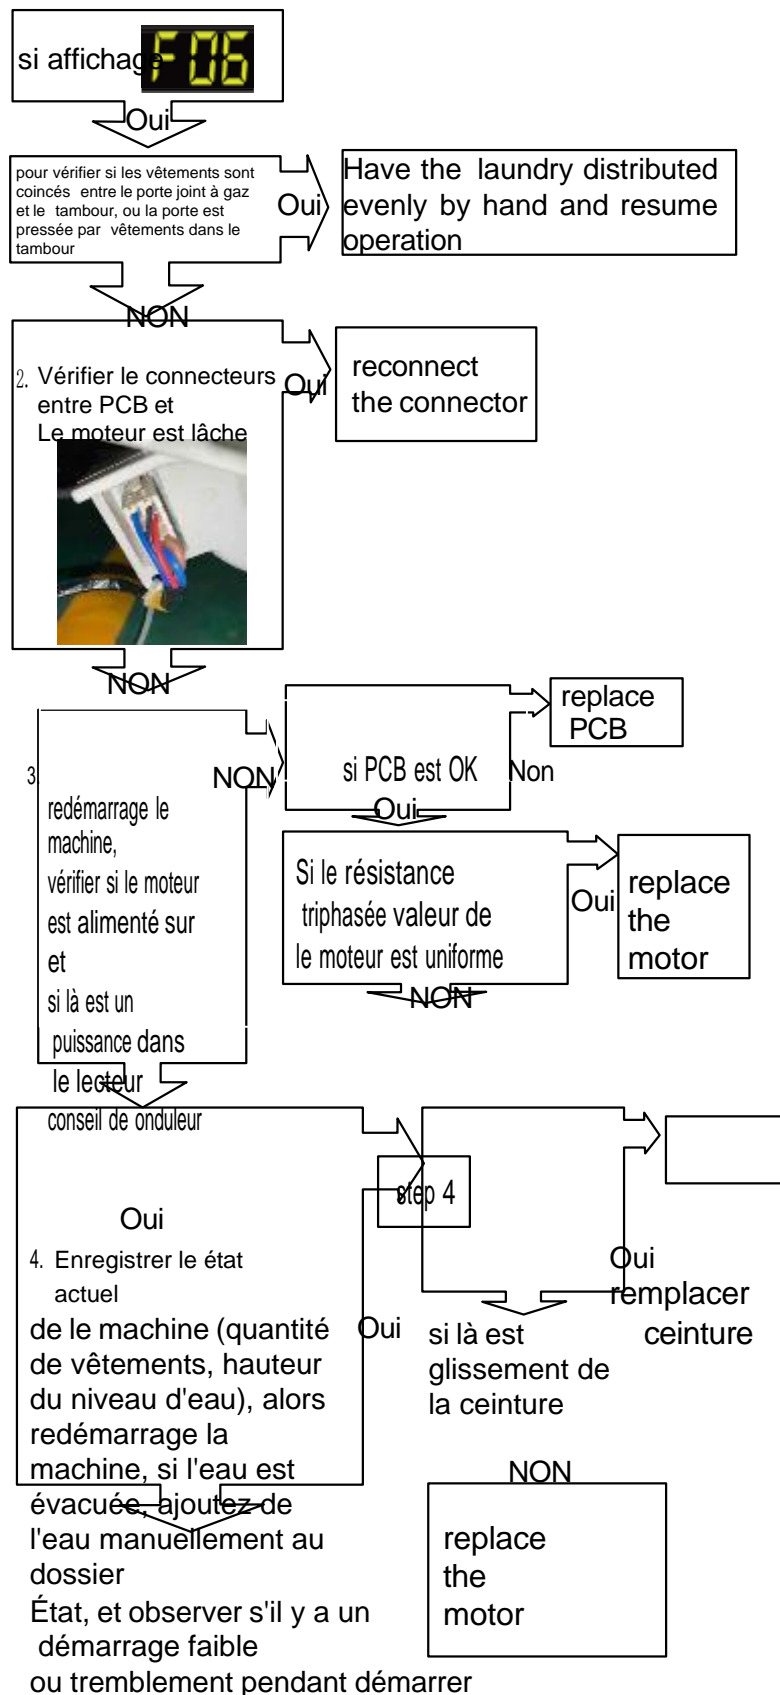 si affichage F06
Oui
pour vérifier si les vêtements sont
coincés entre le porte joint à gaz
et le tambour, ou la porte est
pressée par vêtements dans le
tambour
Oui
Have the laundry distributed
evenly by hand and resume
operation
NON
2. Vérifier le connecteurs
entre PCB et
Le moteur est lâche
Oui
reconnect
the connector
NON
3.
redémarrage le
machine,
vérifier si le moteur
est alimenté sur
et
si là est un
puissance dans
le lecteur
conseil de onduleur
NON
si PCB est OK
Non
replace
PCB
Oui
Si le résistance
triphasée valeur de
le moteur est uniforme
Oui
replace
the
motor
NON
Oui
step 4
4. Enregistrer le état
actuel
de le machine (quantité
de vêtements, hauteur
du niveau d'eau), alors
redémarrage la
machine, si l'eau est
évacuée, ajoutez de
l'eau manuellement au
dossier
État, et observer s'il y a un
démarrage faible
ou tremblement pendant démarrer
Oui
si là est
glissement de
la ceinture
Oui
remplacer
ceinture
NON
replace
the
motor